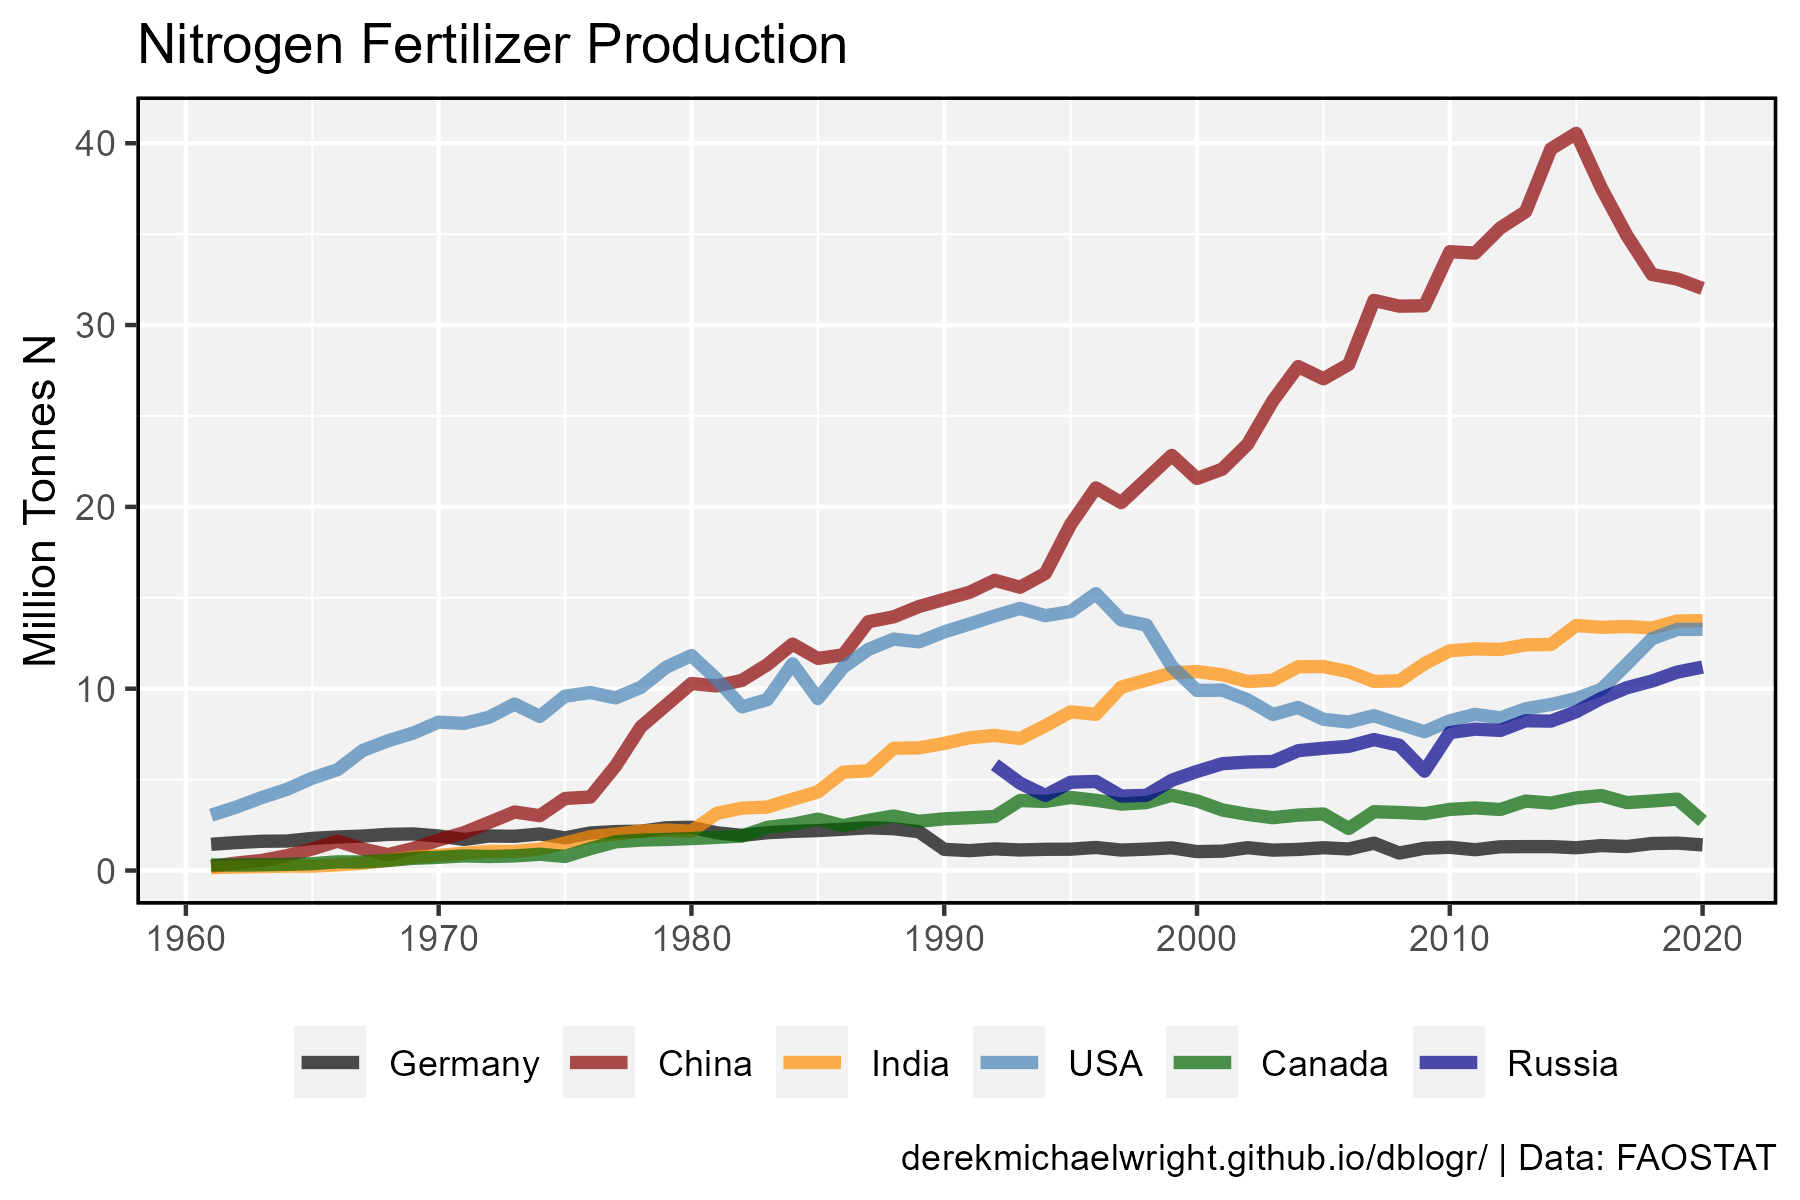 Nitrogen Fertilizer Production
Million Tonnes N
40
30
20
10
0
1960 1970 1980 1990 2000 2010 2020
Germany China India USA Canada Russia
derekmichaelwright.github.io/dblogr/ | Data: FAOSTAT